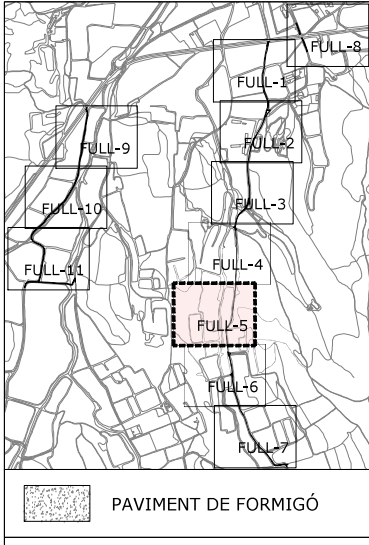 FULL-8
FULL-1
FULL-2
FULL-9
FULL-10
FULL-3
FULL-4
FULL-11
FULL-5
FULL-6
FULL-7
PAVIMENT DE FORMIGÓ